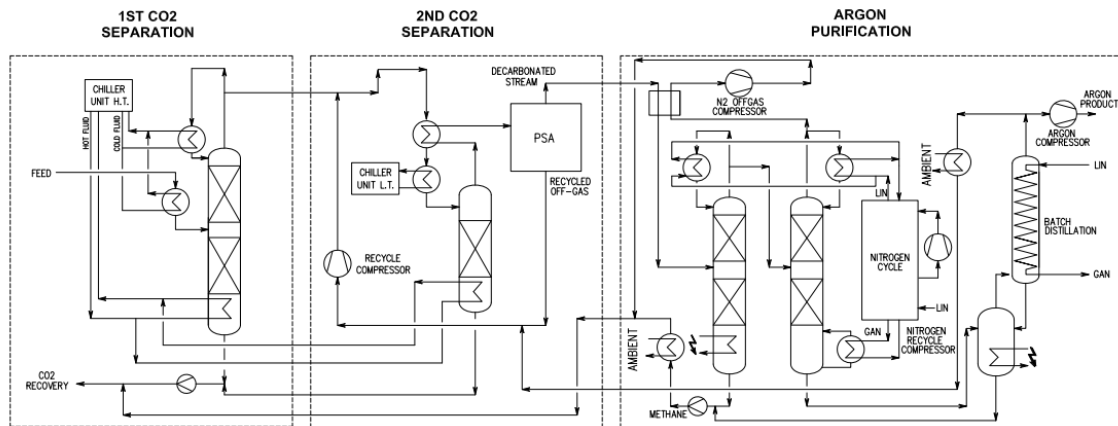 1ST CO2
SEPARATION
2ND CO2
SEPARATION
ARGON
PURIFICATION
CHILLER
UNIT H.T.
HOT FLUID
COLD FLUID
FEED
CO2
RECOVERY
DECARBONATED
STREAM
PSA
CHILLER
UNIT L.T.
RECYCLED
OFF-GAS
RECYCLE
COMPRESSOR
N2 OFFGAS
COMPRESSOR
LIN
NITROGEN
CYCLE
LIN
GAN
NITROGEN
RECYCLE
COMPRESSOR
AMBIENT
METHANE
AMBIENT
ARGON
PRODUCT
ARGON
COMPRESSOR
LIN
BATCH
DISTILLATION
GAN